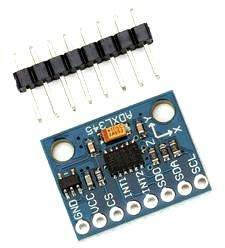 ADXL345
Y
X
Z
GND
VCC
CS
INT1
INT2
SDO
SDA
SCL